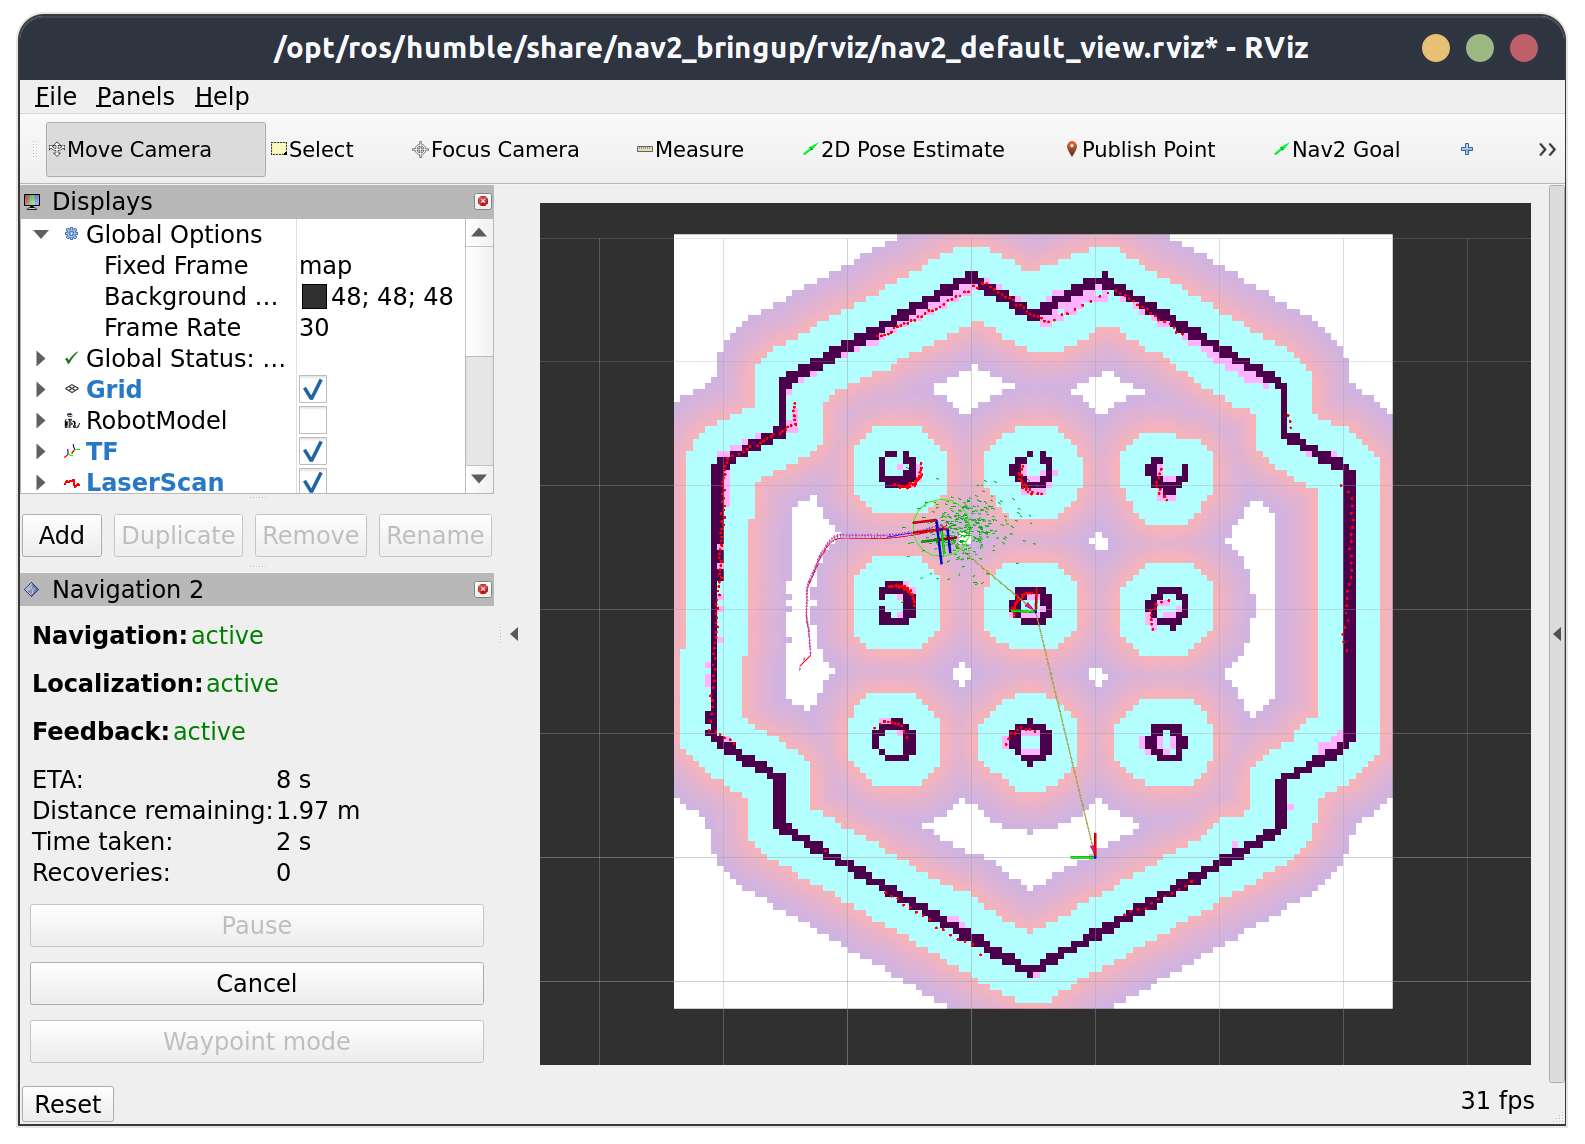 /opt/ros/humble/share/nav2_bringup/rviz/nav2_default_view.rviz* - RViz
File Panels Help
Move Camera Select Focus Camera Measure 2D Pose Estimate Publish Point Nav2 Goal
Displays
Global Options
Fixed Frame map
Background ... 48; 48; 48
Frame Rate 30
Global Status: ...
Grid
RobotModel
TF
LaserScan
Add Duplicate Remove Rename
Navigation 2
Navigation: active
Localization: active
Feedback: active
ETA: 8 s
Distance remaining: 1.97 m
Time taken: 2 s
Recoveries: 0
Pause
Cancel
Waypoint mode
Reset
31 fps